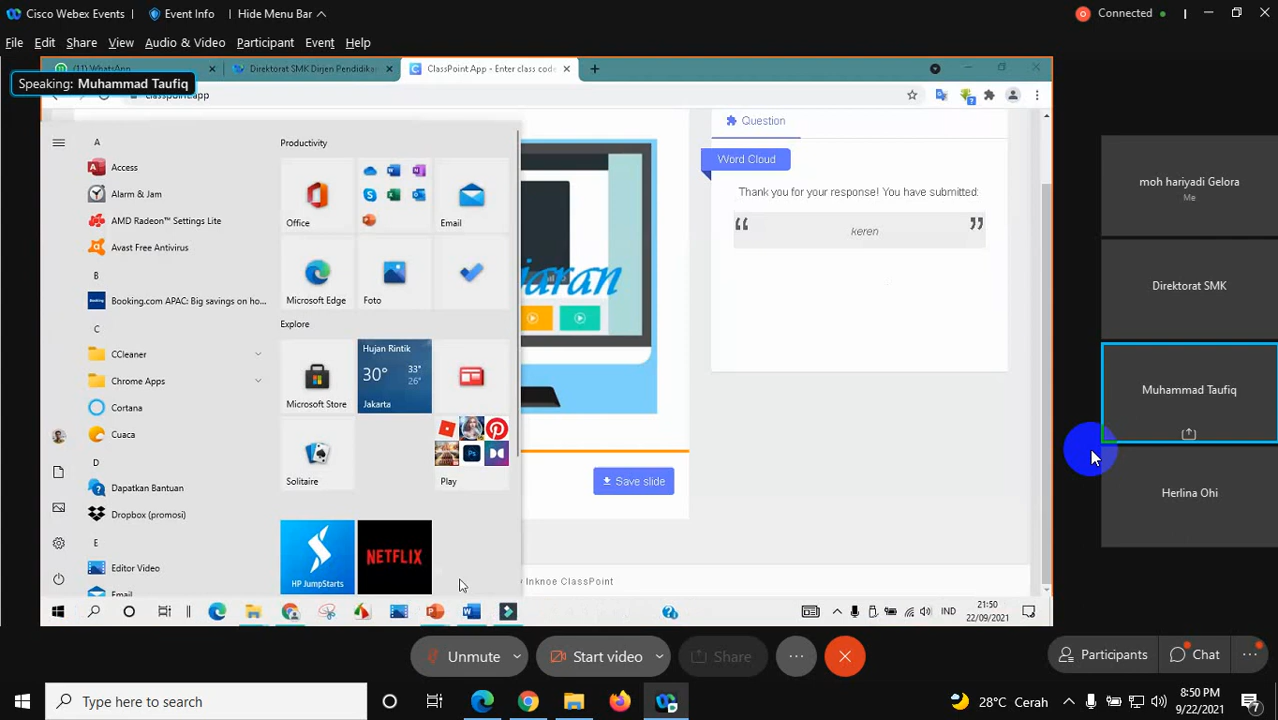 Cisco Webex Events
Event Info
Hide Menu Bar
Connected
File
Edit
Share
View
Audio & Video
Participant
Event
Help
Speaking: Muhammad Taufiq
Direktorat SMK Dirjen Pendidikan
ClassPoint App - Enter class code
classpoint.app
A
Access
Alarm & Jam
AMD Radeon™ Settings Lite
Avast Free Antivirus
B
Booking.com APAC: Big savings on ho...
C
CCleaner
Chrome Apps
Cortana
Cuaca
D
Dapatkan Bantuan
Dropbox (promosi)
E
Editor Video
Email
Productivity
Office
Email
Microsoft Edge
Foto
Explore
Microsoft Store
Hujan Rintik
30°
33°
26°
Jakarta
Solitaire
Play
HP JumpStarts
NETFLIX
jaran
Save slide
Inknoe ClassPoint
Question
Word Cloud
Thank you for your response! You have submitted:
“ keren ”
IND
21:50
22/09/2021
moh hariyadi Gelora
Me
Direktorat SMK
Muhammad Taufiq
Herlina Ohi
Unmute
Start video
Share
Participants
Chat
Type here to search
28°C Cerah
8:50 PM
9/22/2021
7